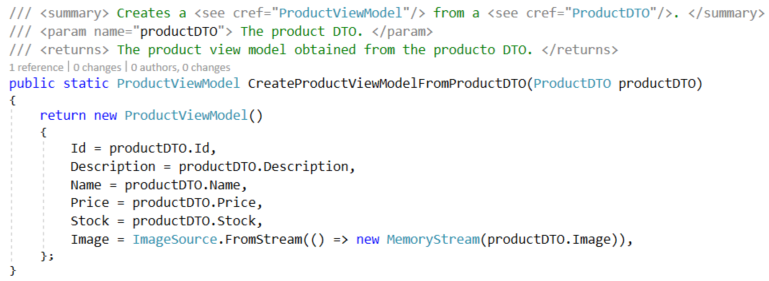 /// <summary> Creates a <see cref="ProductViewModel"/> from a <see cref="ProductDTO"/>. </summary>
/// <param name="productDTO"> The product DTO. </param>
/// <returns> The product view model obtained from the producto DTO. </returns>
1 reference | 0 changes | 0 authors, 0 changes
public static ProductViewModel CreateProductViewModelFromProductDTO(ProductDTO productDTO)
{
    return new ProductViewModel()
    {
        Id = productDTO.Id,
        Description = productDTO.Description,
        Name = productDTO.Name,
        Price = productDTO.Price,
        Stock = productDTO.Stock,
        Image = ImageSource.FromStream(() => new MemoryStream(productDTO.Image)),
    };
}